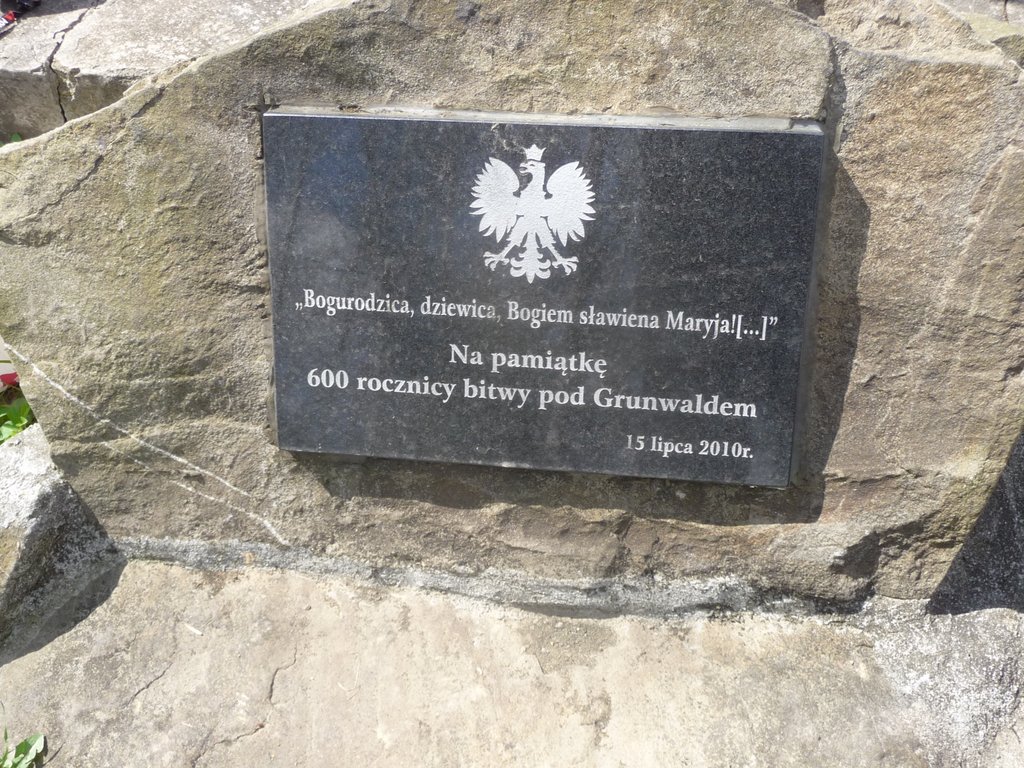 „Bogurodzica, dziewica, Bogiem sławiena Maryja![...]”
Na pamiątkę
600 rocznicy bitwy pod Grunwaldem
15 lipca 2010r.